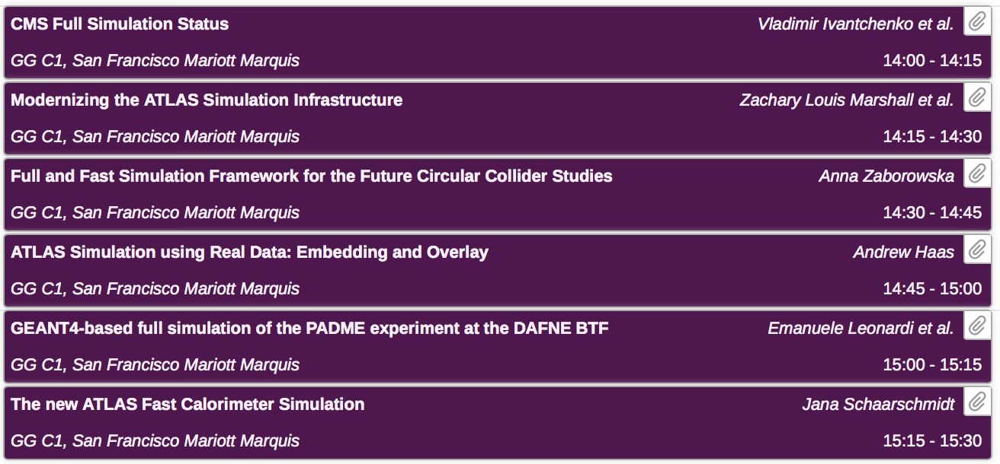 CMS Full Simulation Status Vladimir Ivantchenko et al.
GG C1, San Francisco Mariott Marquis 14:00 - 14:15
Modernizing the ATLAS Simulation Infrastructure Zachary Louis Marshall et al.
GG C1, San Francisco Mariott Marquis 14:15 - 14:30
Full and Fast Simulation Framework for the Future Circular Collider Studies Anna Zaborowska
GG C1, San Francisco Mariott Marquis 14:30 - 14:45
ATLAS Simulation using Real Data: Embedding and Overlay Andrew Haas
GG C1, San Francisco Mariott Marquis 14:45 - 15:00
GEANT4-based full simulation of the PADME experiment at the DAFNE BTF Emanuele Leonardi et al.
GG C1, San Francisco Mariott Marquis 15:00 - 15:15
The new ATLAS Fast Calorimeter Simulation Jana Schaarschmidt
GG C1, San Francisco Mariott Marquis 15:15 - 15:30